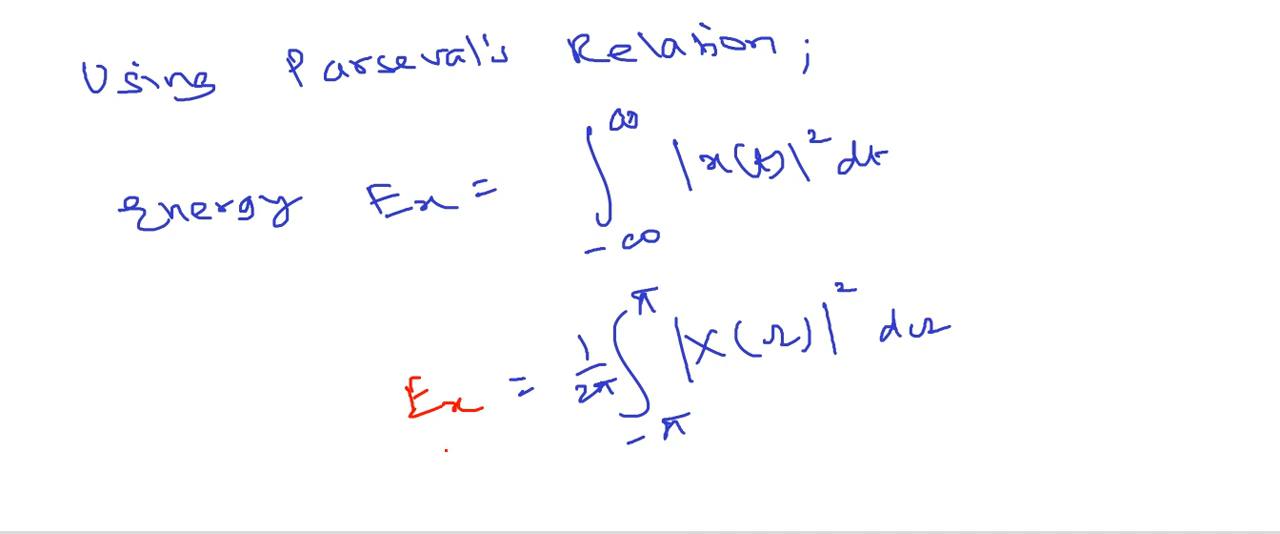 Using Parseval's Relation;
energy Ex = ∫_{-∞}^{∞} |x(t)|² dt
Ex = 1/2π ∫_{-π}^{π} |X(Ω)|² dΩ